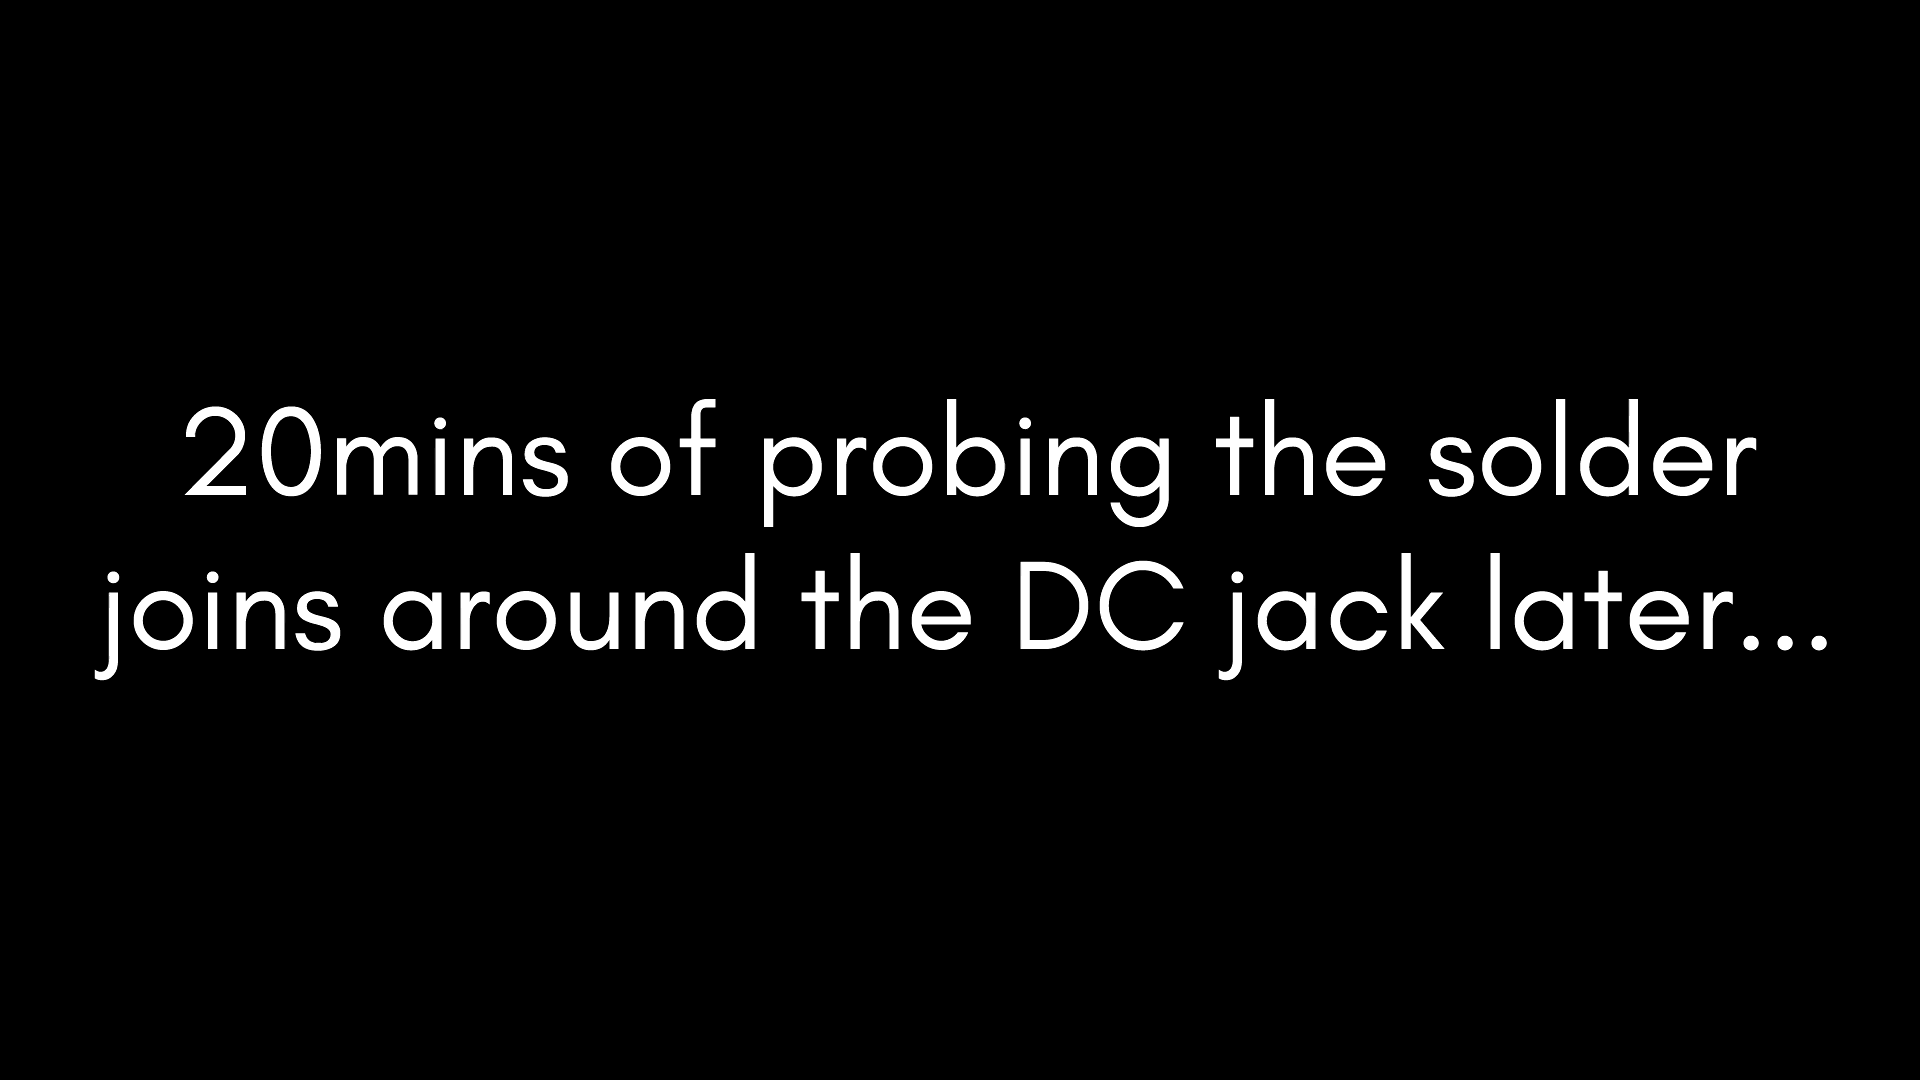 20mins of probing the solder
joins around the DC jack later...